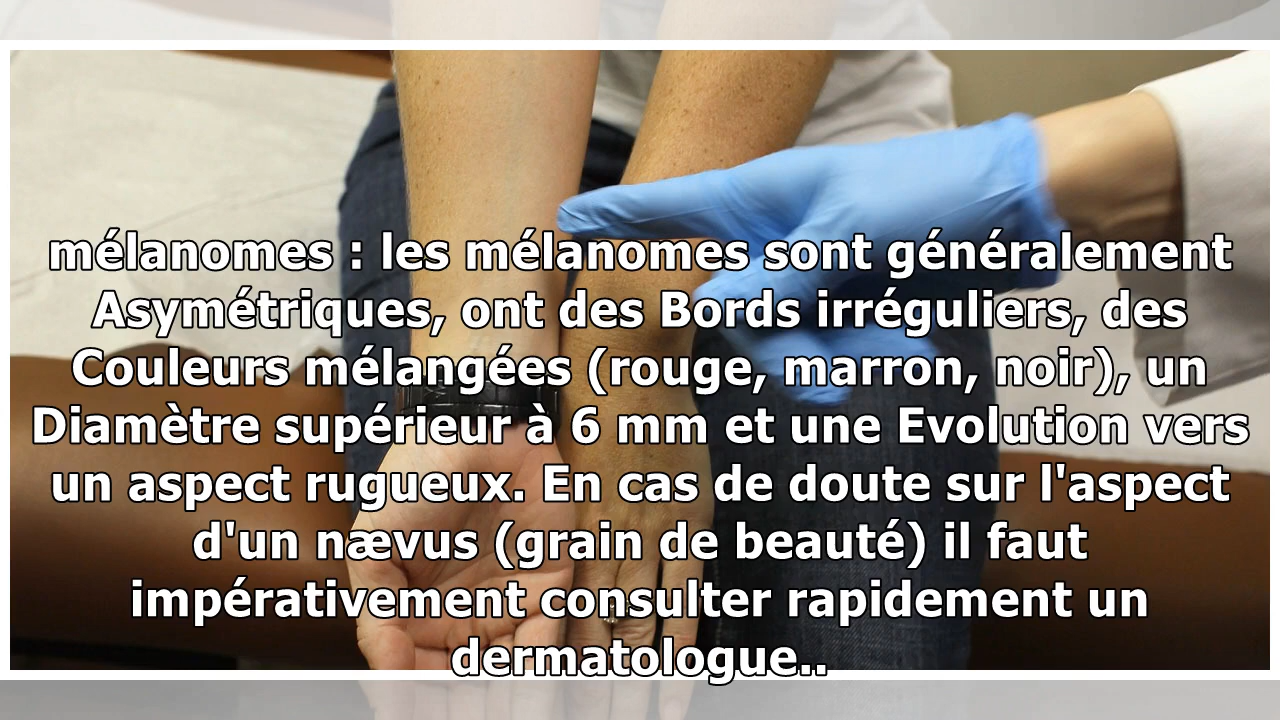 mélanomes : les mélanomes sont généralement
Asymétriques, ont des Bords irréguliers, des
Couleurs mélangées (rouge, marron, noir), un
Diamètre supérieur à 6 mm et une Evolution vers
un aspect rugueux. En cas de doute sur l'aspect
d'un nævus (grain de beauté) il faut
impérativement consulter rapidement un
dermatologue..